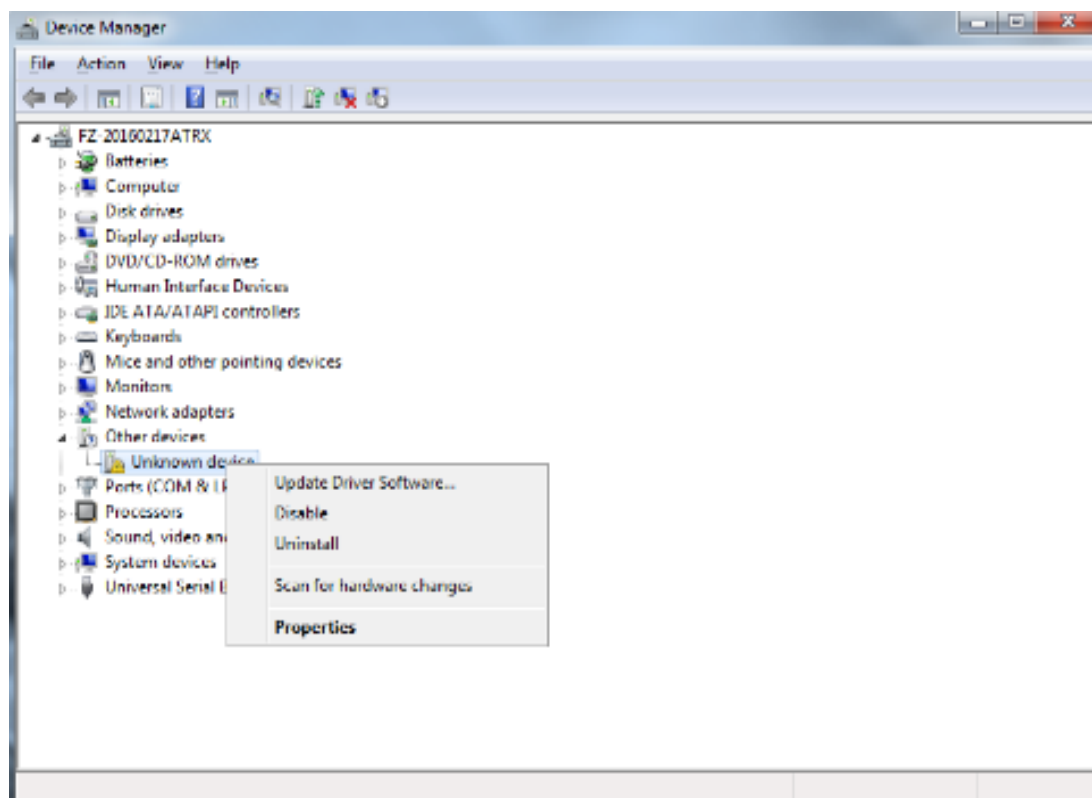 Device Manager
File Action View Help
FZ-20160217ATRX
Batteries
Computer
Disk drives
Display adapters
DVD/CD-ROM drives
Human Interface Devices
IDE ATA/ATAPI controllers
Keyboards
Mice and other pointing devices
Monitors
Network adapters
Other devices
Unknown device
Ports (COM & LP
Processors
Sound, video an
System devices
Universal Serial B
Update Driver Software...
Disable
Uninstall
Scan for hardware changes
Properties